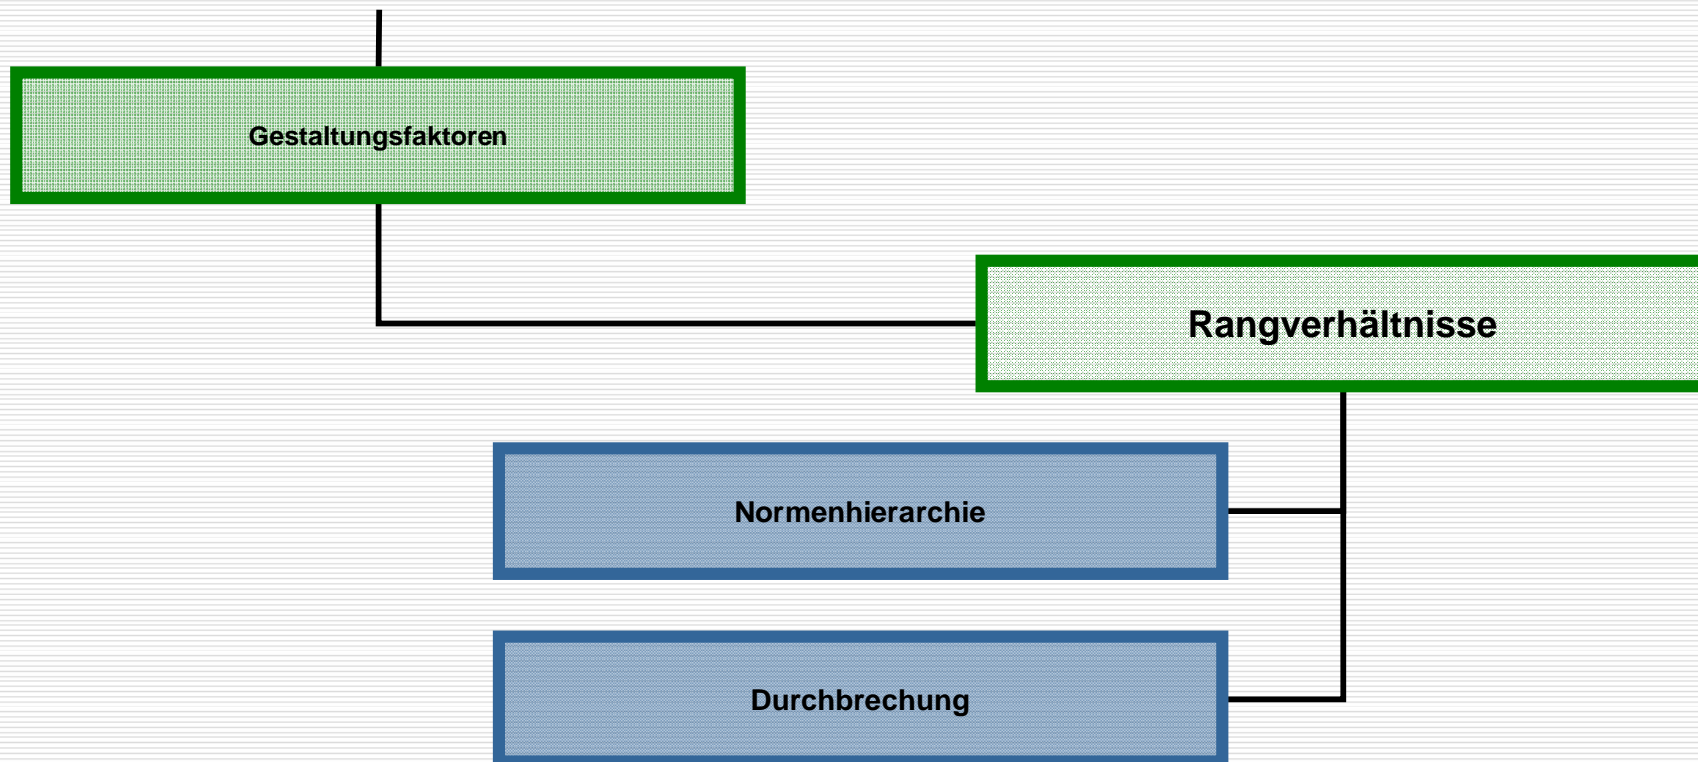 Gestaltungsfaktoren
Rangverhältnisse
Normenhierarchie
Durchbrechung